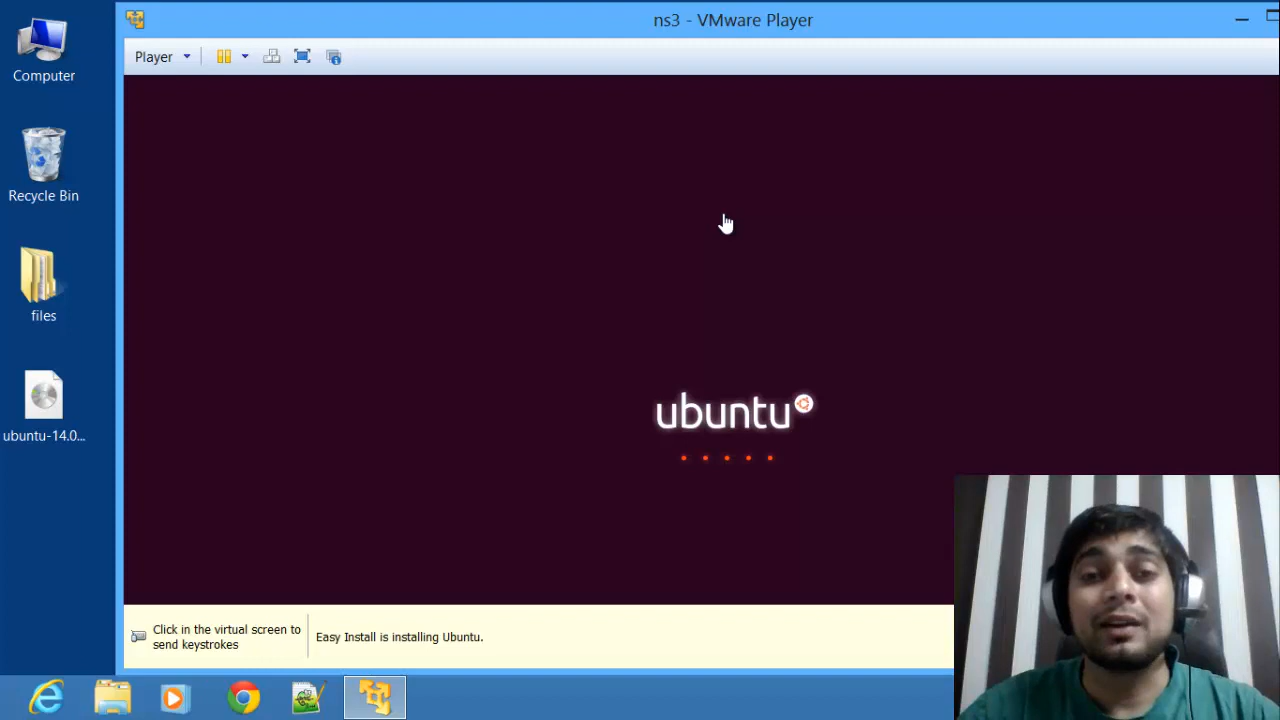 ns3 - VMware Player
Player
Computer
Recycle Bin
files
ubuntu-14.0...
ubuntu
Click in the virtual screen to
send keystrokes
Easy Install is installing Ubuntu.